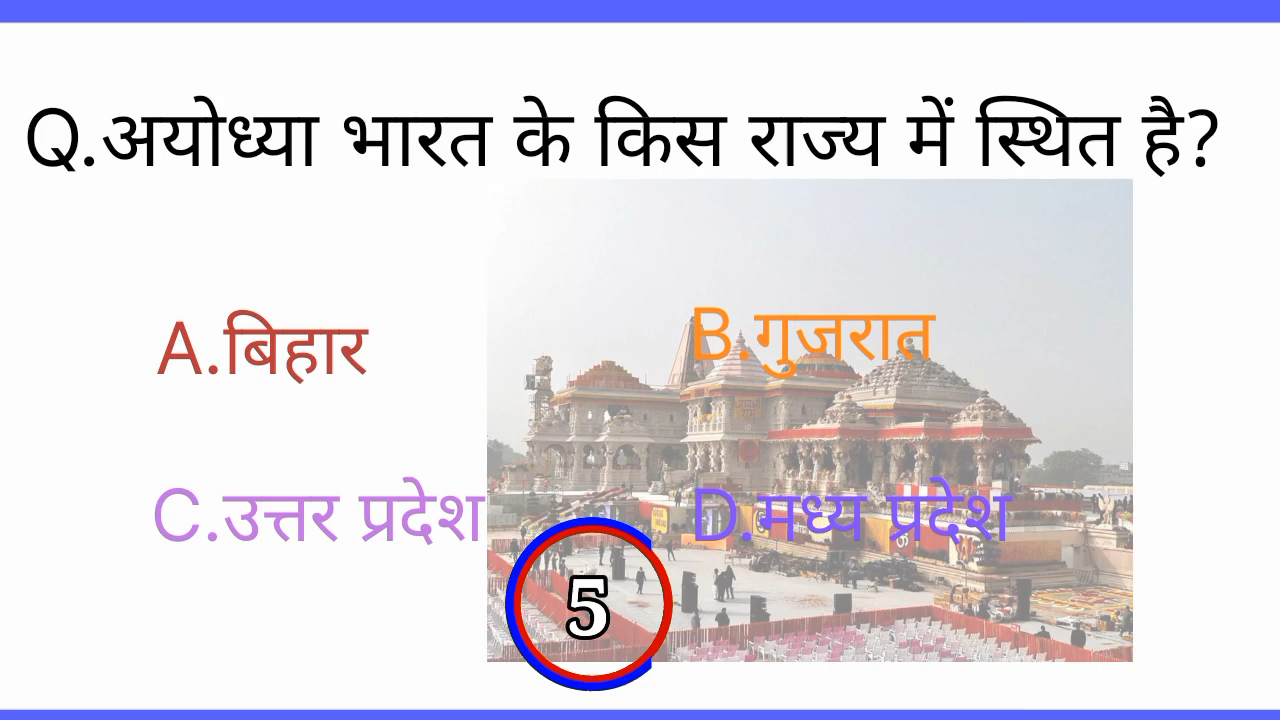 Q.अयोध्या भारत के किस राज्य में स्थित है?
A.बिहार
B.गुजरात
C.उत्तर प्रदेश
D.मध्य प्रदेश
5